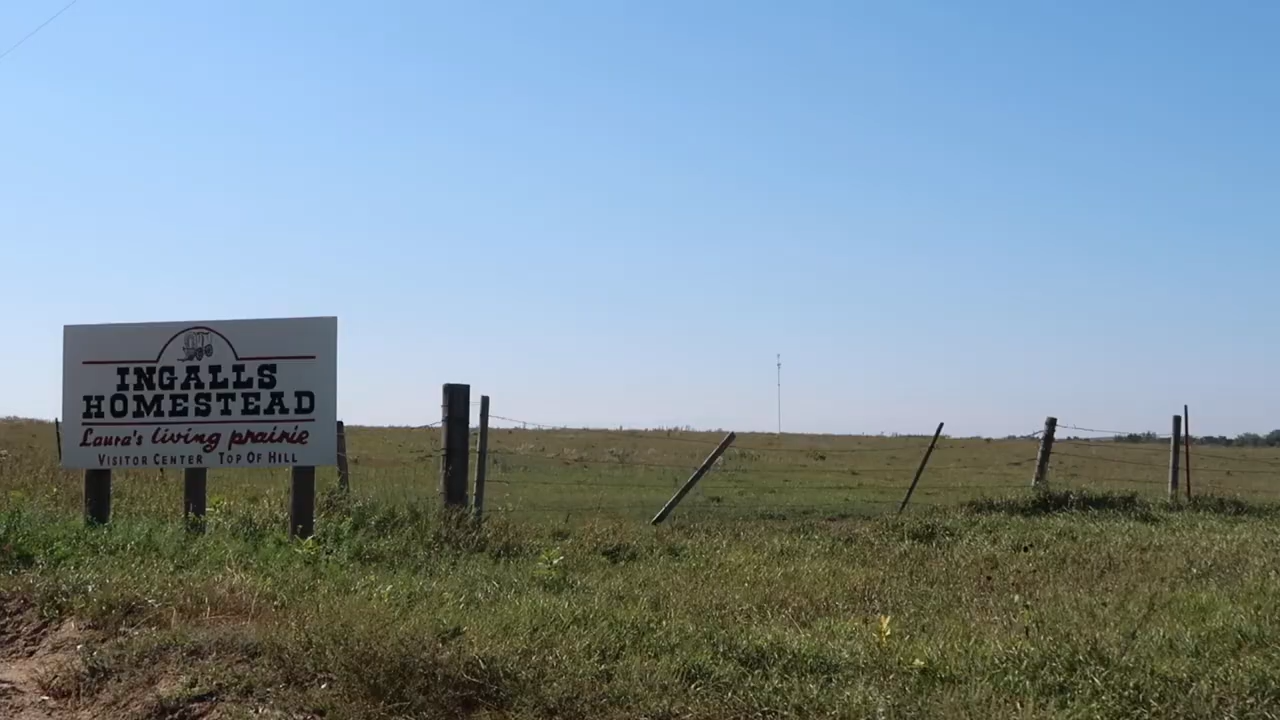 INGALLS
HOMESTEAD
Laura's living prairie
VISITOR CENTER TOP OF HILL